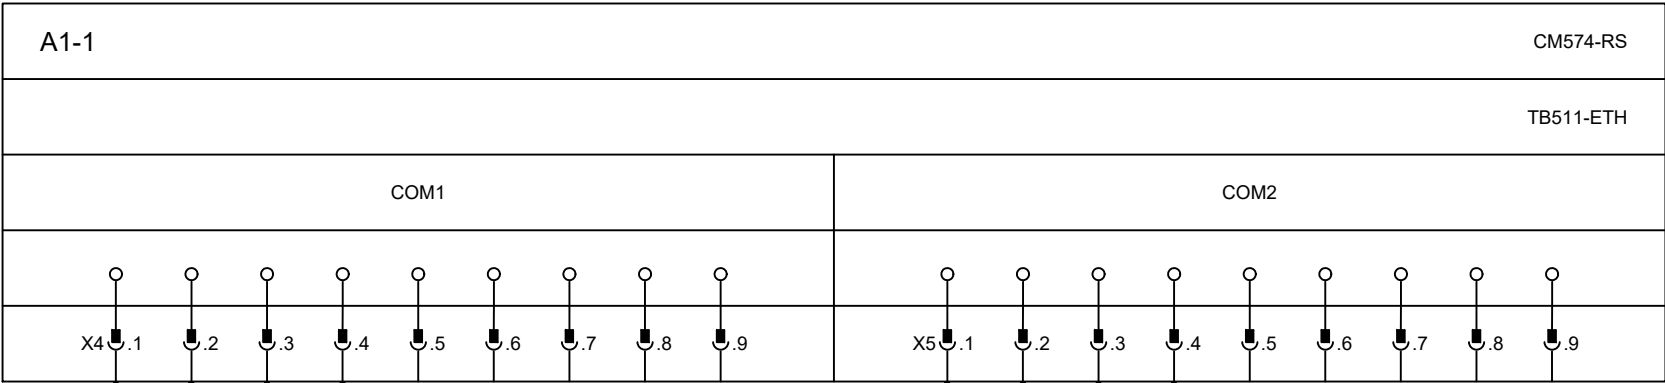 A1-1 CM574-RS
TB511-ETH
COM1 COM2
X4 .1 .2 .3 .4 .5 .6 .7 .8 .9 X5 .1 .2 .3 .4 .5 .6 .7 .8 .9